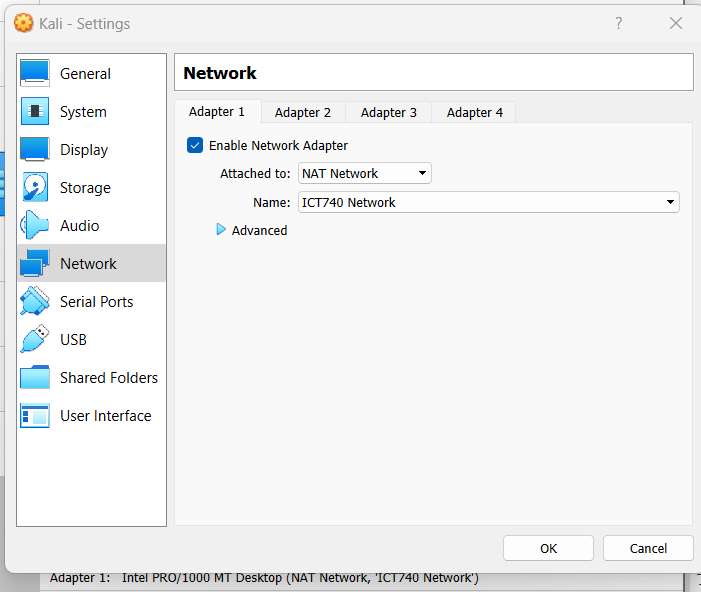 Kali - Settings
?
General
System
Display
Storage
Audio
Network
Serial Ports
USB
Shared Folders
User Interface
Network
Adapter 1 Adapter 2 Adapter 3 Adapter 4
Enable Network Adapter
Attached to: NAT Network
Name: ICT740 Network
Advanced
OK Cancel
Adapter 1: Intel PRO/1000 MT Desktop (NAT Network, 'ICT740 Network')